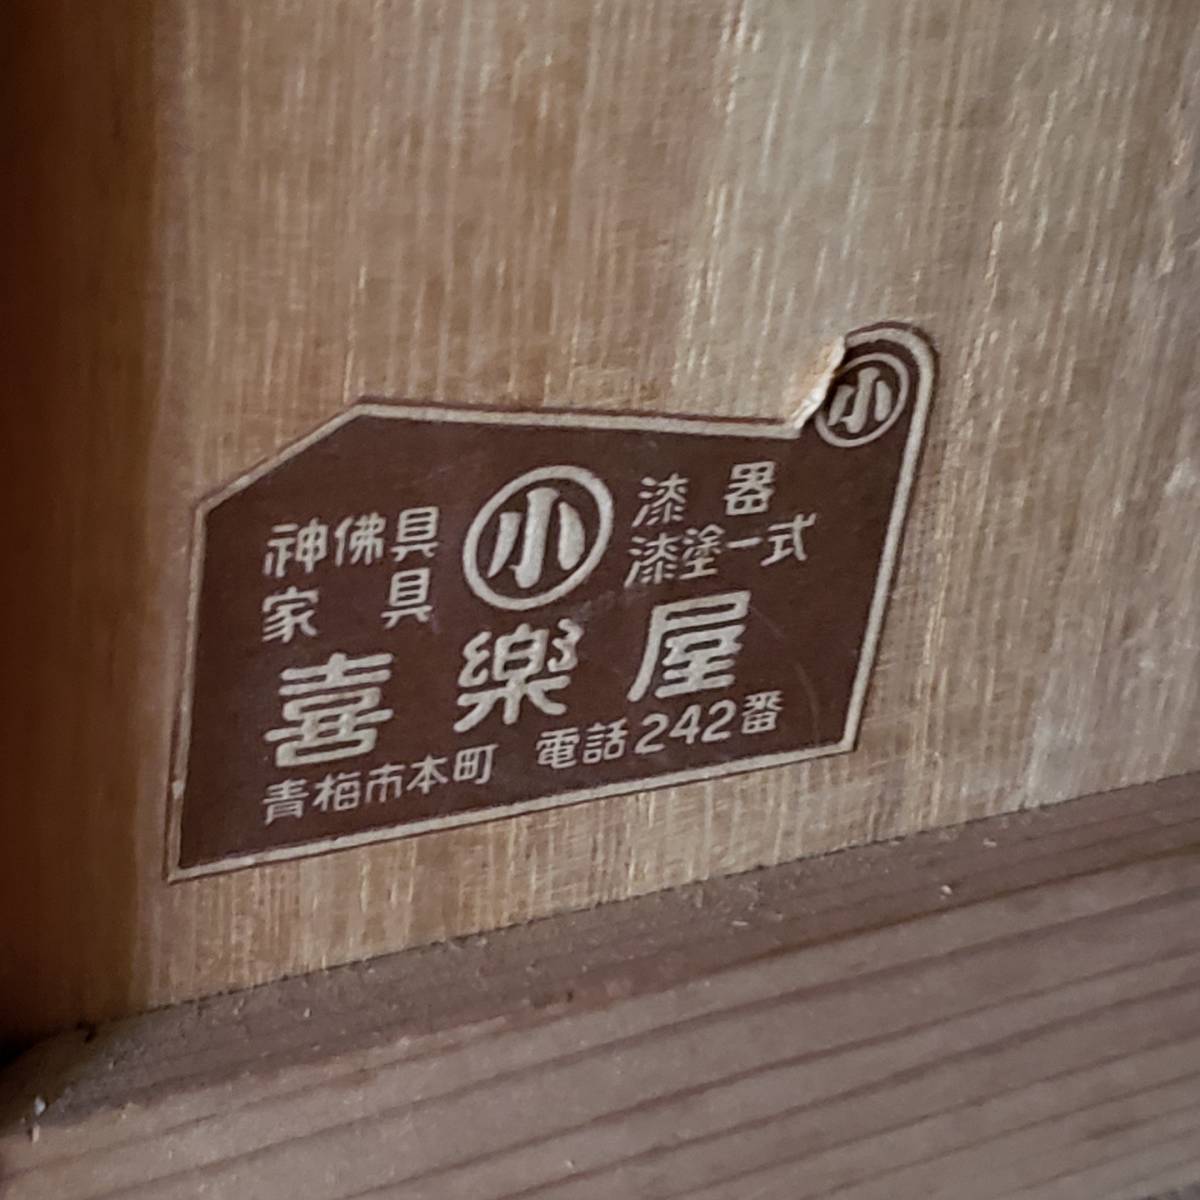 小
神佛具
家具
小
漆器
漆塗一式
喜樂屋
青梅市本町 電話242番